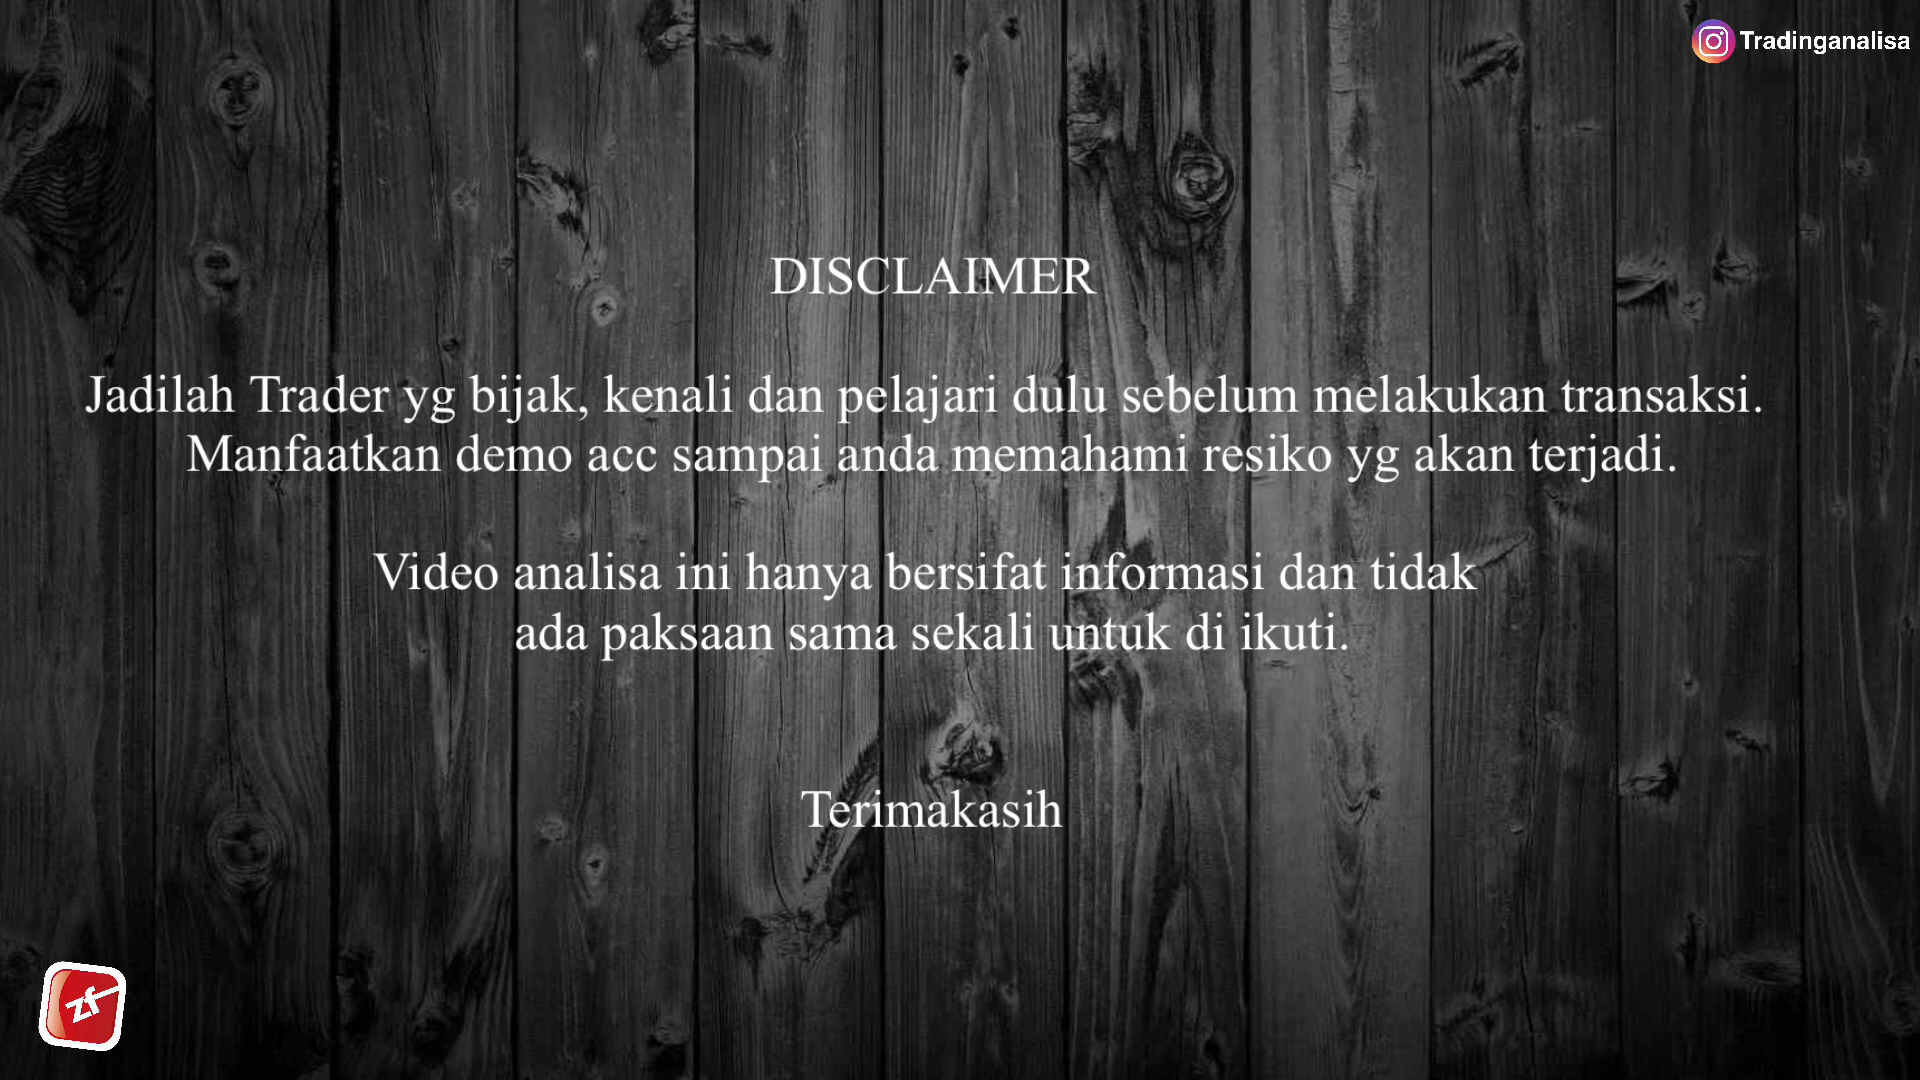 Tradinganalisa
DISCLAIMER
Jadilah Trader yg bijak, kenali dan pelajari dulu sebelum melakukan transaksi.
Manfaatkan demo acc sampai anda memahami resiko yg akan terjadi.
Video analisa ini hanya bersifat informasi dan tidak
ada paksaan sama sekali untuk di ikuti.
Terimakasih
zf